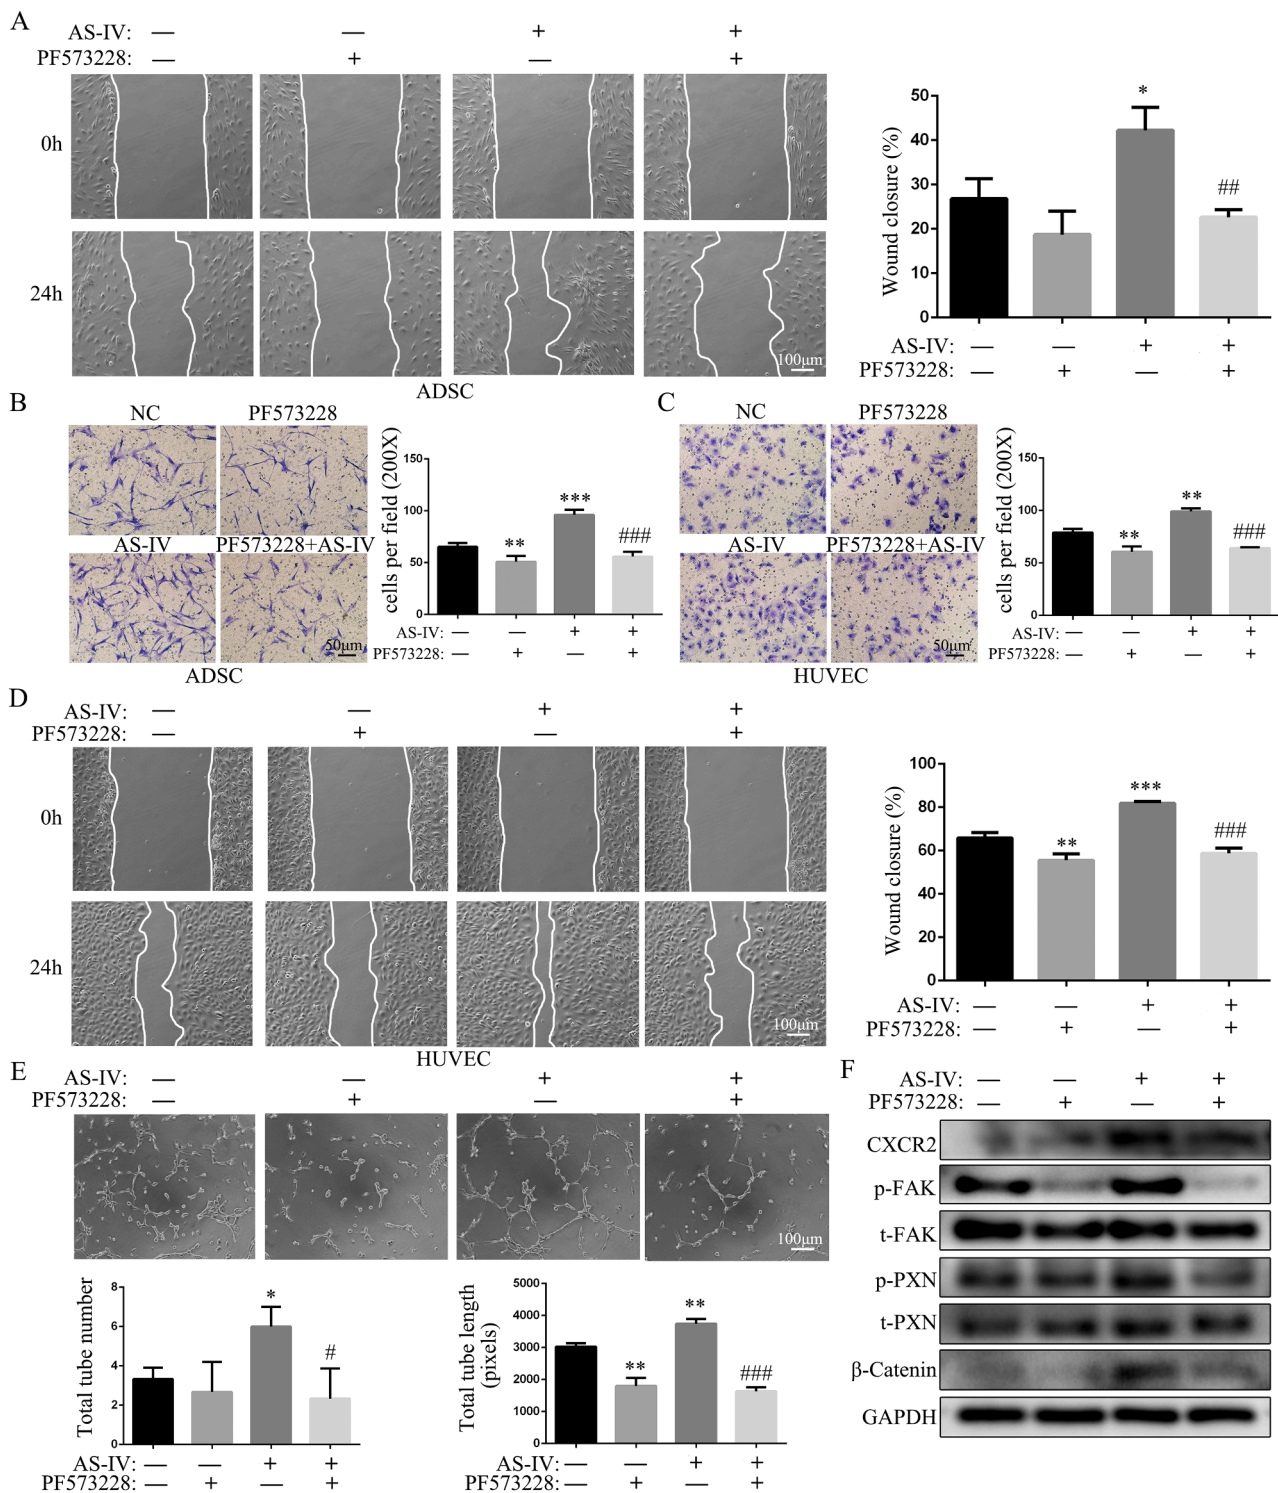 A
AS-IV: — — + +
PF573228: — + — +
0h
24h
100μm
ADSC
Wound closure (%)
50
40
30
20
10
0
*
##
AS-IV: — — + +
PF573228: — + — +
B
NC PF573228
AS-IV PF573228+AS-IV
50μm
ADSC
cells per field (200X)
150
100
50
0
**
***
###
AS-IV: — — + +
PF573228: — + — +
C
NC PF573228
AS-IV PF573228+AS-IV
50μm
HUVEC
cells per field (200X)
150
100
50
0
**
**
###
AS-IV: — — + +
PF573228: — + — +
D
AS-IV: — — + +
PF573228: — + — +
0h
24h
100μm
HUVEC
Wound closure (%)
100
80
60
40
20
0
**
***
###
AS-IV: — — + +
PF573228: — + — +
E
AS-IV: — — + +
PF573228: — + — +
100μm
Total tube number
8
6
4
2
0
*
#
AS-IV: — — + +
PF573228: — + — +
Total tube length
(pixels)
5000
4000
3000
2000
1000
0
**
**
###
AS-IV: — — + +
PF573228: — + — +
F
AS-IV: — — + +
PF573228: — + — +
CXCR2
p-FAK
t-FAK
p-PXN
t-PXN
β-Catenin
GAPDH